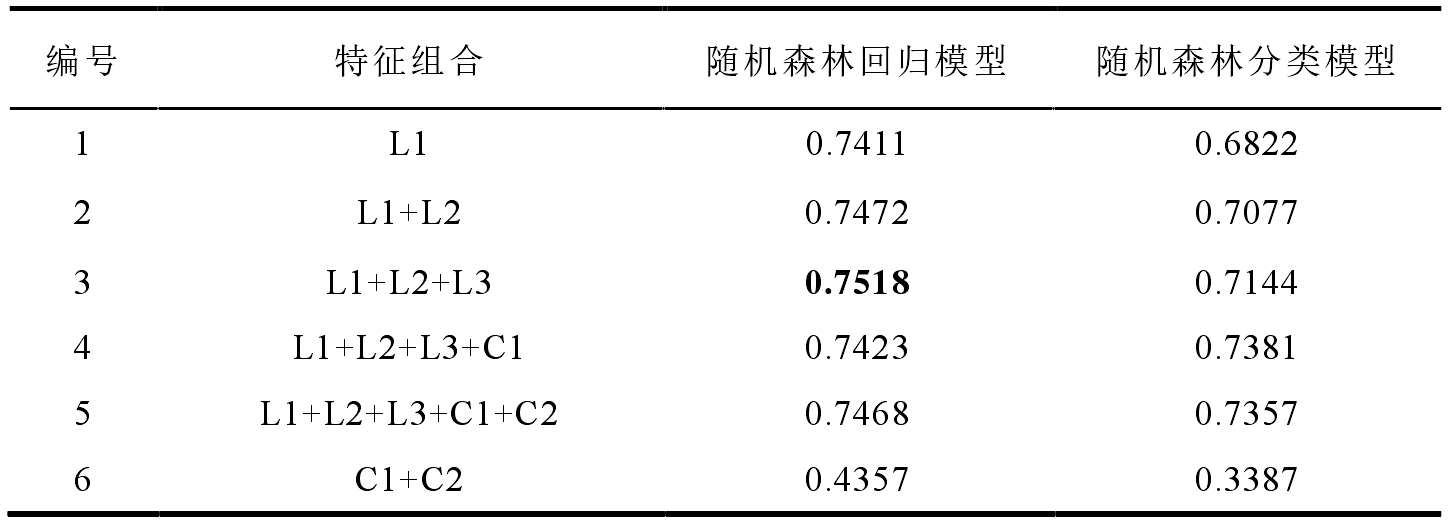 编号 特征组合 随机森林回归模型 随机森林分类模型
1 L1 0.7411 0.6822
2 L1+L2 0.7472 0.7077
3 L1+L2+L3 0.7518 0.7144
4 L1+L2+L3+C1 0.7423 0.7381
5 L1+L2+L3+C1+C2 0.7468 0.7357
6 C1+C2 0.4357 0.3387